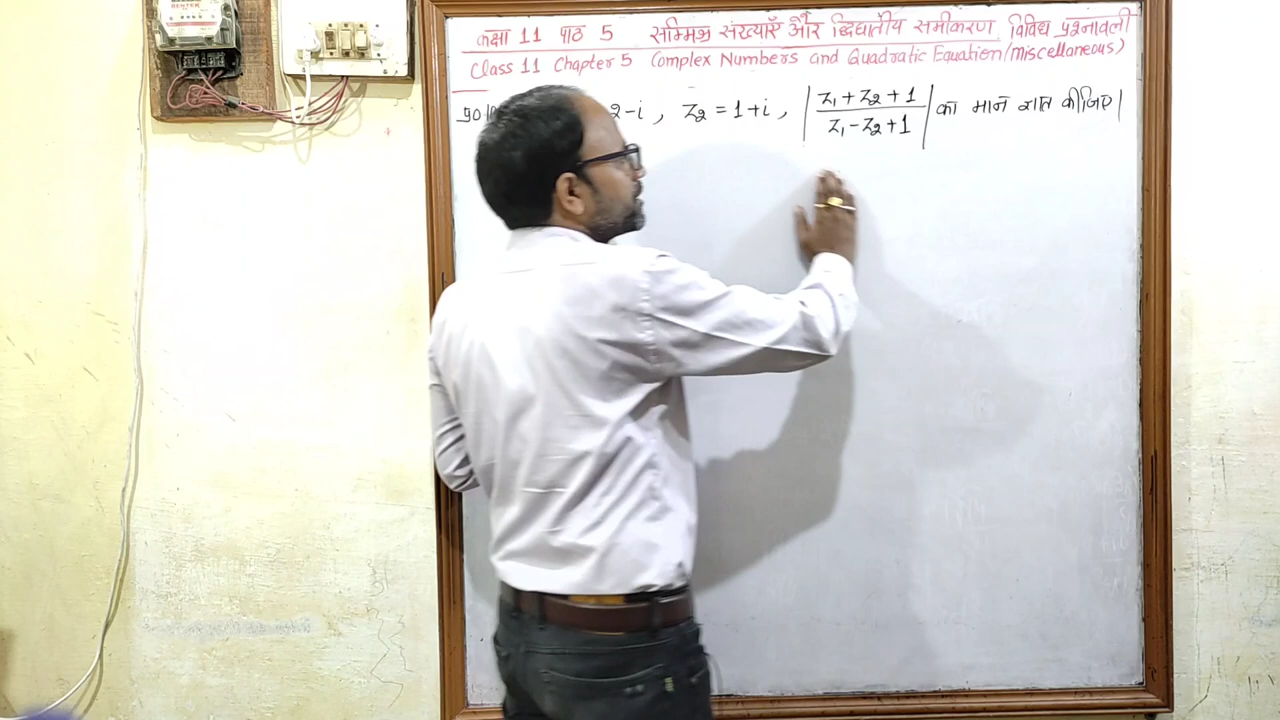 कक्षा 11 पाठ 5 सम्मिश्र संख्याएँ और द्विघातीय समीकरण विविध प्रश्नावली
Class 11 Chapter 5 Complex Numbers and Quadratic Equation (Miscellaneous)
2-i , z₂ = 1+i , | (z₁ + z₂ + 1) / (z₁ - z₂ + 1) | का मान ज्ञात कीजिए|